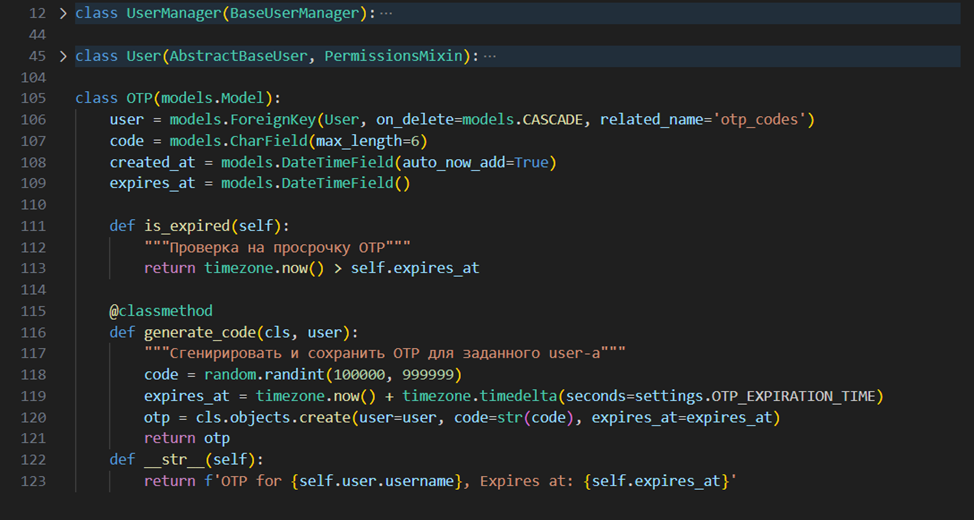 12 > class UserManager(BaseUserManager):···
44
45 > class User(AbstractBaseUser, PermissionsMixin):···
104
105 class OTP(models.Model):
106     user = models.ForeignKey(User, on_delete=models.CASCADE, related_name='otp_codes')
107     code = models.CharField(max_length=6)
108     created_at = models.DateTimeField(auto_now_add=True)
109     expires_at = models.DateTimeField()
110
111     def is_expired(self):
112         """Проверка на просрочку OTP"""
113         return timezone.now() > self.expires_at
114
115     @classmethod
116     def generate_code(cls, user):
117         """Сгенирировать и сохранить OTP для заданного user-а"""
118         code = random.randint(100000, 999999)
119         expires_at = timezone.now() + timezone.timedelta(seconds=settings.OTP_EXPIRATION_TIME)
120         otp = cls.objects.create(user=user, code=str(code), expires_at=expires_at)
121         return otp
122     def __str__(self):
123         return f'OTP for {self.user.username}, Expires at: {self.expires_at}'